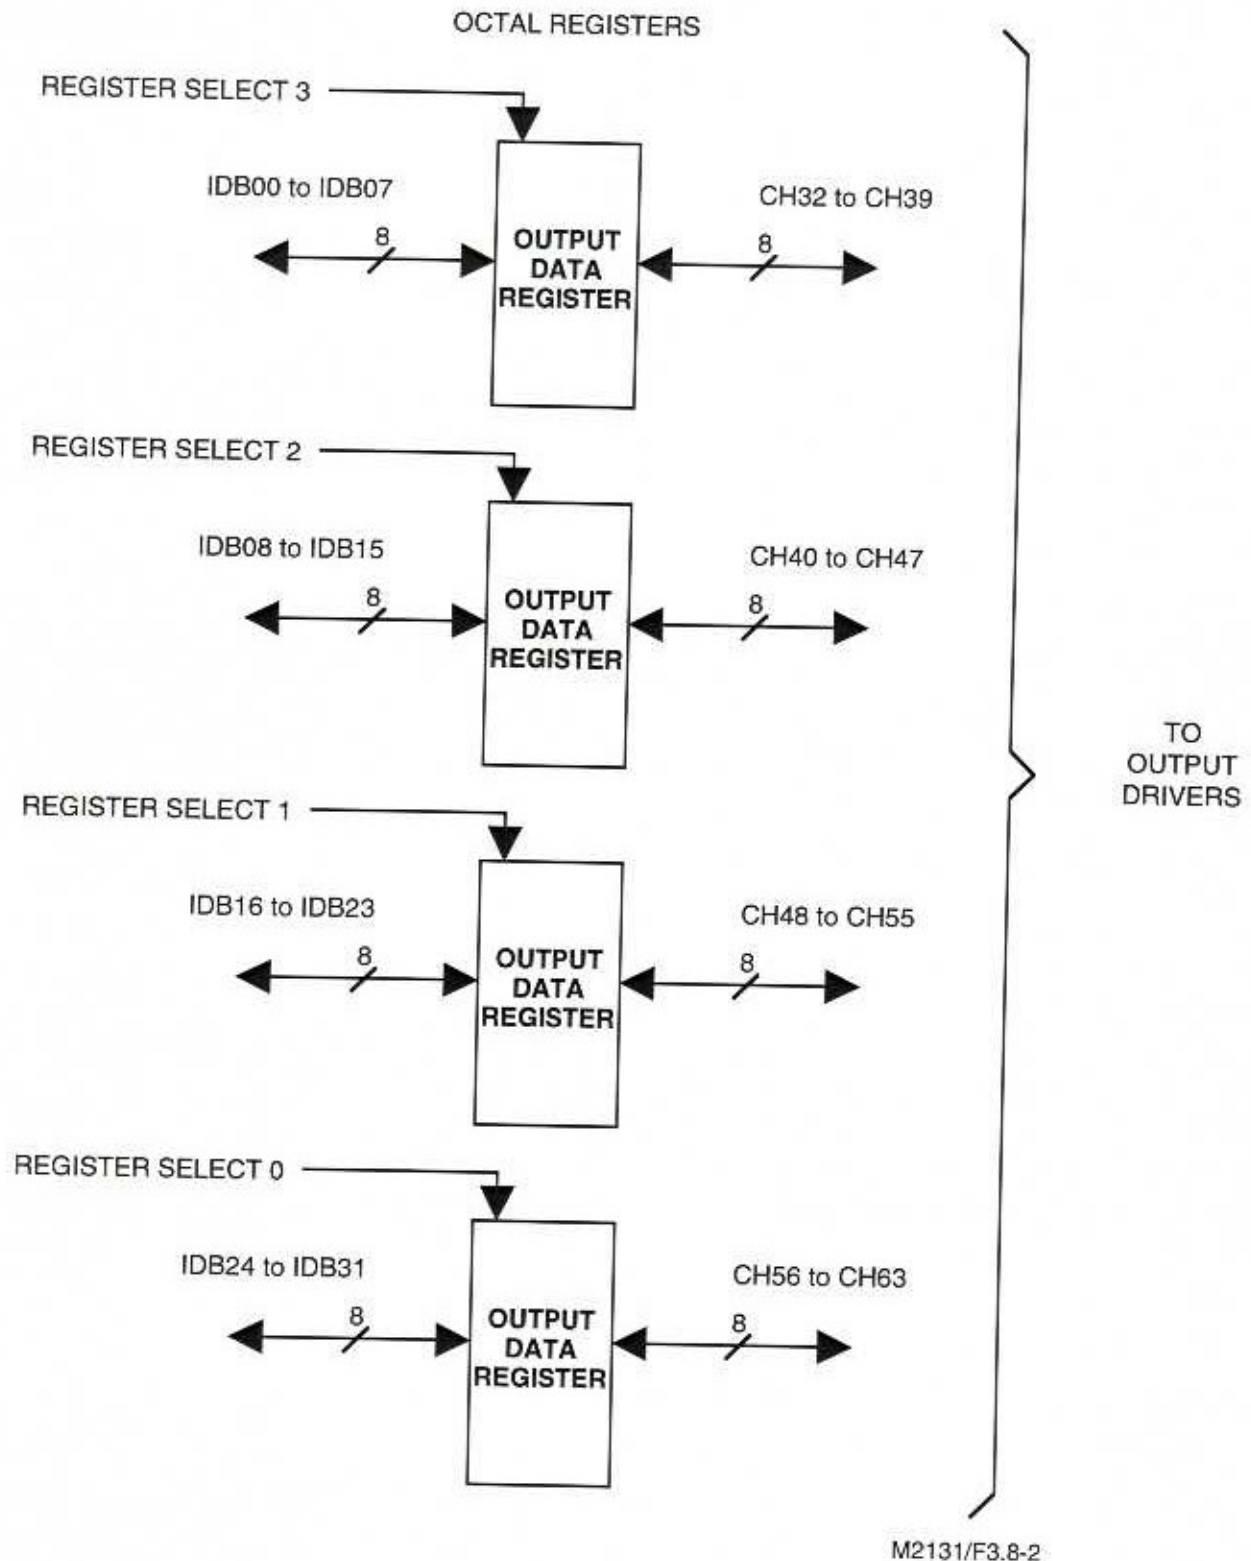 OCTAL REGISTERS
REGISTER SELECT 3
IDB00 to IDB07
CH32 to CH39
8
8
OUTPUT
DATA
REGISTER
REGISTER SELECT 2
IDB08 to IDB15
CH40 to CH47
8
8
OUTPUT
DATA
REGISTER
TO
OUTPUT
DRIVERS
REGISTER SELECT 1
IDB16 to IDB23
CH48 to CH55
8
8
OUTPUT
DATA
REGISTER
REGISTER SELECT 0
IDB24 to IDB31
CH56 to CH63
8
8
OUTPUT
DATA
REGISTER
M2131/F3.8-2